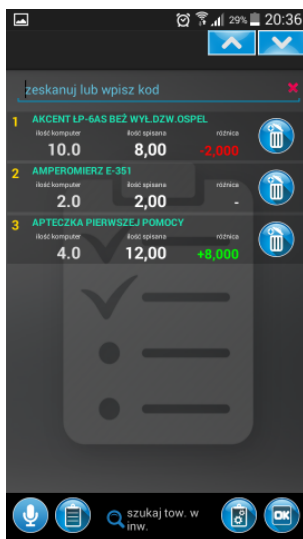 29% 20:36
zeskanuj lub wpisz kod
1 AKCENT ŁP-6AS BEŻ WYŁ.DZW.OSPEL
ilość komputer ilość spisana różnica
10.0 8,00 -2,000
2 AMPEROMIERZ E-351
ilość komputer ilość spisana różnica
2.0 2,00 -
3 APTECZKA PIERWSZEJ POMOCY
ilość komputer ilość spisana różnica
4.0 12,00 +8,000
szukaj tow. w
inw.
OK